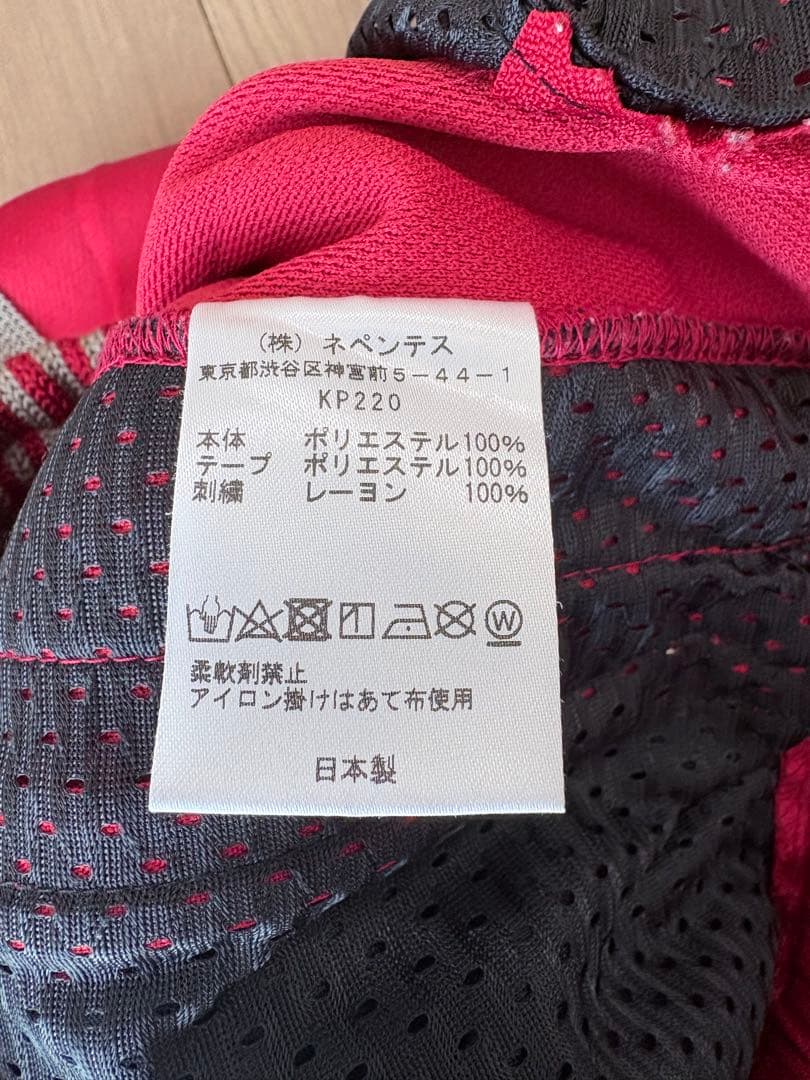 (株) ネペンテス
東京都渋谷区神宮前5-44-1
KP220
本体 ポリエステル100%
テープ ポリエステル100%
刺繍 レーヨン 100%
W
柔軟剤禁止
アイロン掛けはあて布使用
日本製